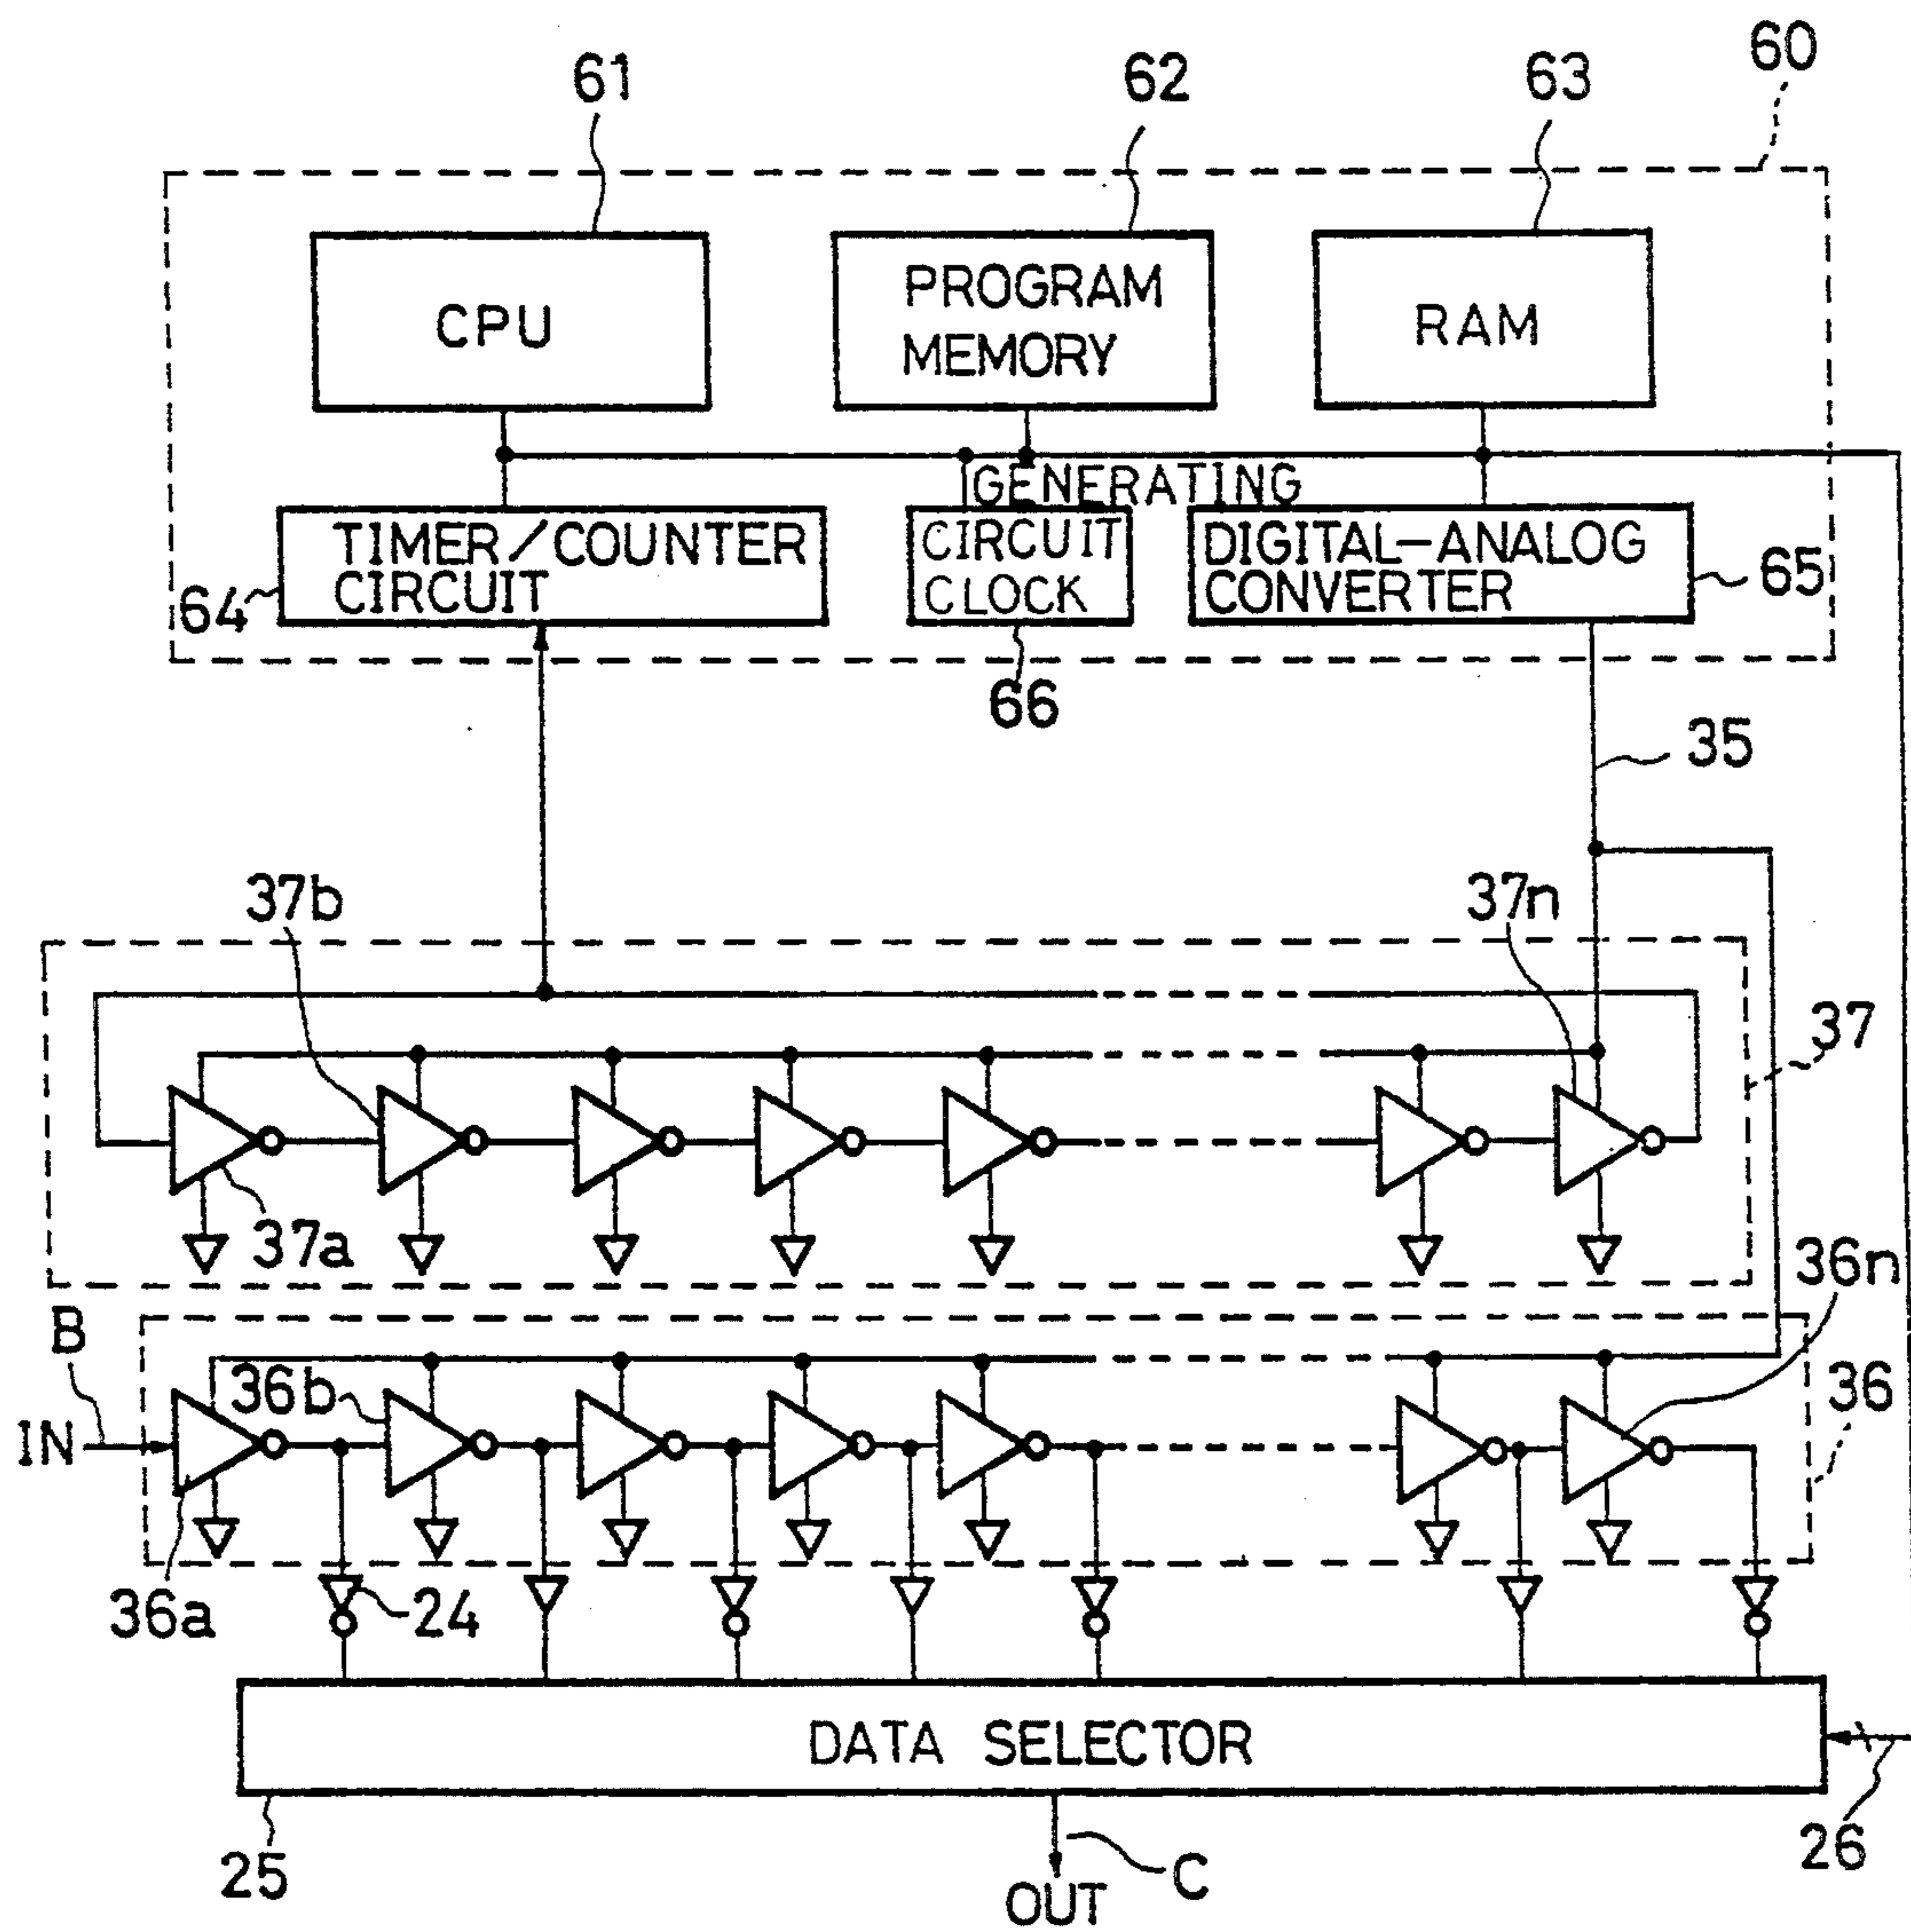 60
61
62
63
CPU
PROGRAM
MEMORY
RAM
GENERATING
TIMER/COUNTER
CIRCUIT
CIRCUIT
CLOCK
DIGITAL-ANALOG
CONVERTER
64
65
66
35
37b
37n
37
37a
36n
B
36b
36
IN
36a
24
DATA SELECTOR
25
C
26
OUT